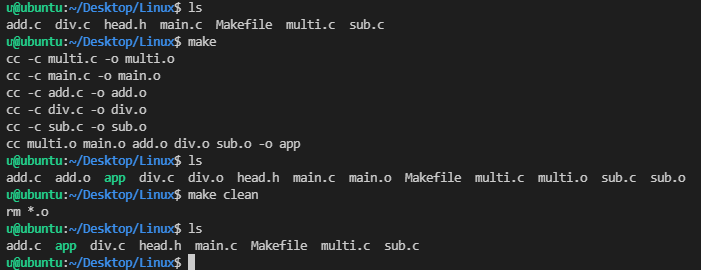 u@ubuntu:~/Desktop/Linux$ ls
add.c  div.c  head.h  main.c  Makefile  multi.c  sub.c
u@ubuntu:~/Desktop/Linux$ make
cc -c multi.c -o multi.o
cc -c main.c -o main.o
cc -c add.c -o add.o
cc -c div.c -o div.o
cc -c sub.c -o sub.o
cc multi.o main.o add.o div.o sub.o -o app
u@ubuntu:~/Desktop/Linux$ ls
add.c  add.o  app  div.c  div.o  head.h  main.c  main.o  Makefile  multi.c  multi.o  sub.c  sub.o
u@ubuntu:~/Desktop/Linux$ make clean
rm *.o
u@ubuntu:~/Desktop/Linux$ ls
add.c  app  div.c  head.h  main.c  Makefile  multi.c  sub.c
u@ubuntu:~/Desktop/Linux$